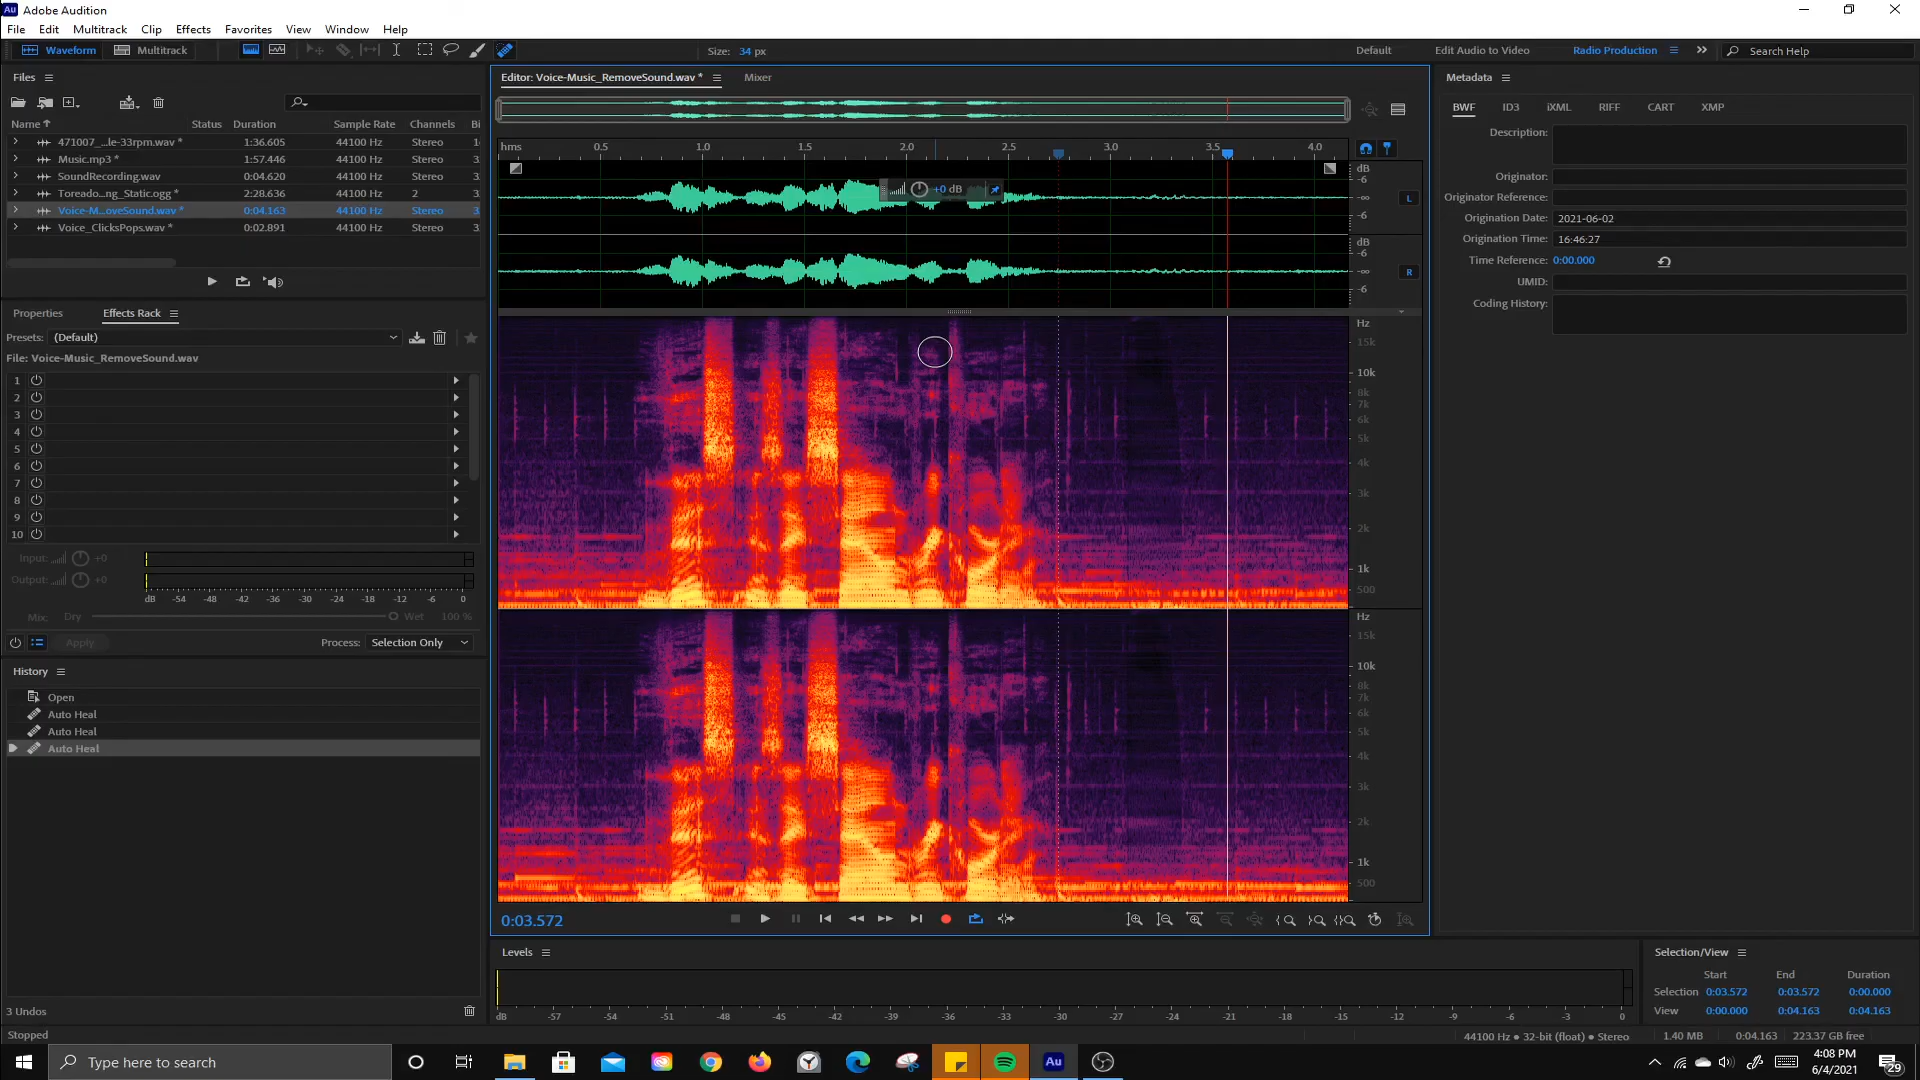 Au Adobe Audition
File Edit Multitrack Clip Effects Favorites View Window Help
Waveform Multitrack Size: 34 px Default Edit Audio to Video Radio Production Search Help
Files
Name Status Duration Sample Rate Channels Bi
471007_...le-33rpm.wav * 1:36.605 44100 Hz Stereo
Music.mp3 * 1:57.446 44100 Hz Stereo 3
SoundRecording.wav 0:04.620 44100 Hz Stereo 3
Toreado...ng_Static.ogg * 2:28.636 44100 Hz 2 3
Voice-M...oveSound.wav * 0:04.163 44100 Hz Stereo 3
Voice_ClicksPops.wav * 0:02.891 44100 Hz Stereo 3
Properties Effects Rack
Presets: (Default)
File: Voice-Music_RemoveSound.wav
1
2
3
4
5
6
7
8
9
10
Input: +0
Output: +0
dB -54 -48 -42 -36 -30 -24 -18 -12 -6 0
Mix: Dry Wet 100 %
Apply Process: Selection Only
History
Open
Auto Heal
Auto Heal
Auto Heal
3 Undos
Stopped
Editor: Voice-Music_RemoveSound.wav * Mixer
hms 0.5 1.0 1.5 2.0 2.5 3.0 3.5 4.0
+0 dB
dB
-6
-∞
-6
L
dB
-6
-∞
-6
R
Hz
15k
10k
8k
7k
6k
5k
4k
3k
2k
1k
500
Hz
15k
10k
8k
7k
6k
5k
4k
3k
2k
1k
500
0:03.572
Levels
dB -57 -54 -51 -48 -45 -42 -39 -36 -33 -30 -27 -24 -21 -18 -15 -12 -9 -6 -3 0
Metadata
BWF ID3 iXML RIFF CART XMP
Description:
Originator:
Originator Reference:
Origination Date: 2021-06-02
Origination Time: 16:46:27
Time Reference: 0:00.000
UMID:
Coding History:
Selection/View
Start End Duration
Selection 0:03.572 0:03.572 0:00.000
View 0:00.000 0:04.163 0:04.163
44100 Hz ● 32-bit (float) ● Stereo 1.40 MB 0:04.163 223.37 GB free
Type here to search
Au
4:08 PM
6/4/2021
29